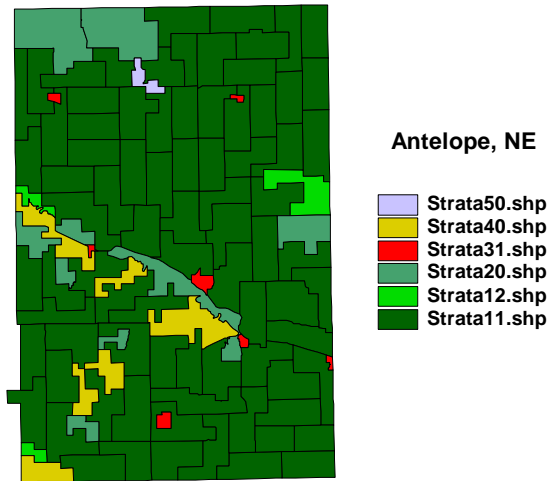 Antelope, NE
Strata50.shp
Strata40.shp
Strata31.shp
Strata20.shp
Strata12.shp
Strata11.shp